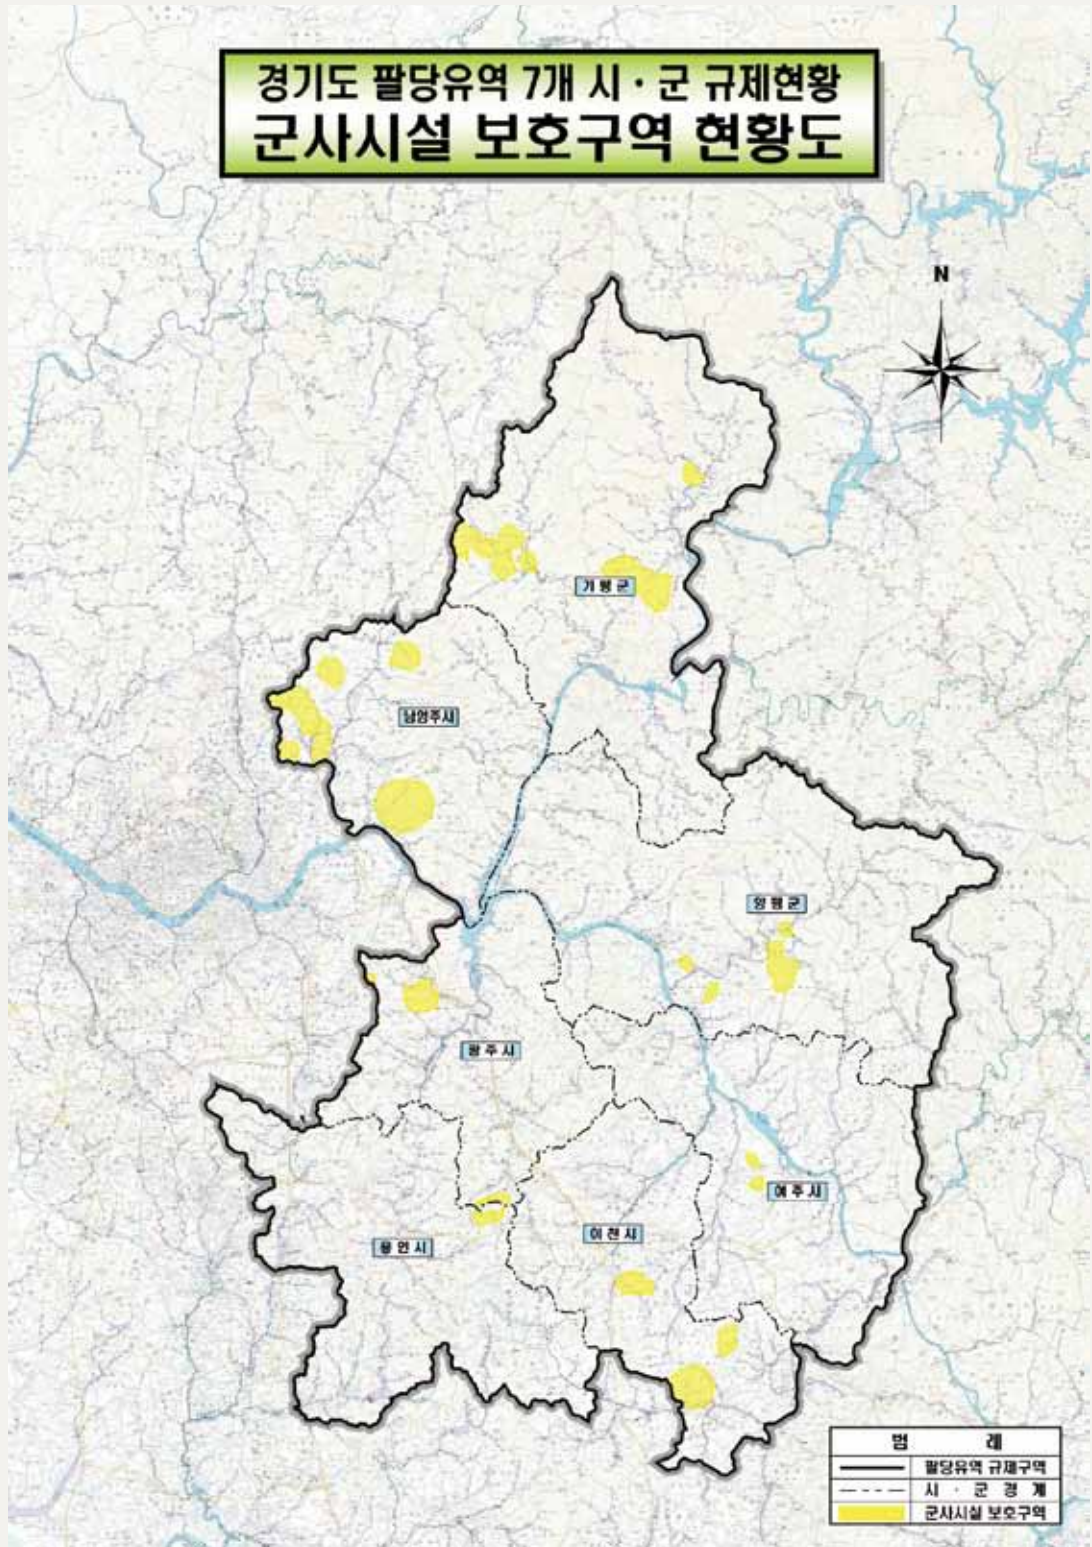 경기도 팔당유역 7개 시 · 군 규제현황
군사시설 보호구역 현황도
N
가평군
남양주시
양평군
광주시
여주시
이천시
용인시
범 례
팔당유역 규제구역
시 · 군 경계
군사시설 보호구역